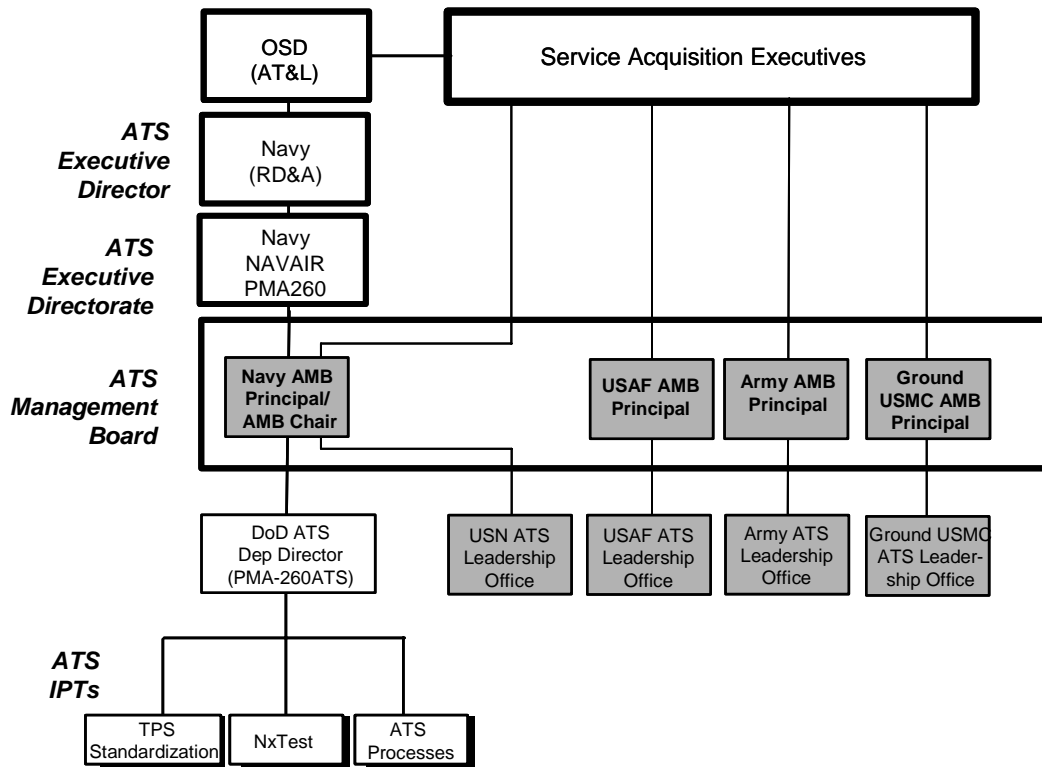 OSD
(AT&L)
Service Acquisition Executives
ATS
Executive
Director
Navy
(RD&A)
ATS
Executive
Directorate
Navy
NAVAIR
PMA260
ATS
Management
Board
Navy AMB
Principal/
AMB Chair
USAF AMB
Principal
Army AMB
Principal
Ground
USMC AMB
Principal
DoD ATS
Dep Director
(PMA-260ATS)
USN ATS
Leadership
Office
USAF ATS
Leadership
Office
Army ATS
Leadership
Office
Ground USMC
ATS Leader-
ship Office
ATS
IPTs
TPS
Standardization
NxTest
ATS
Processes